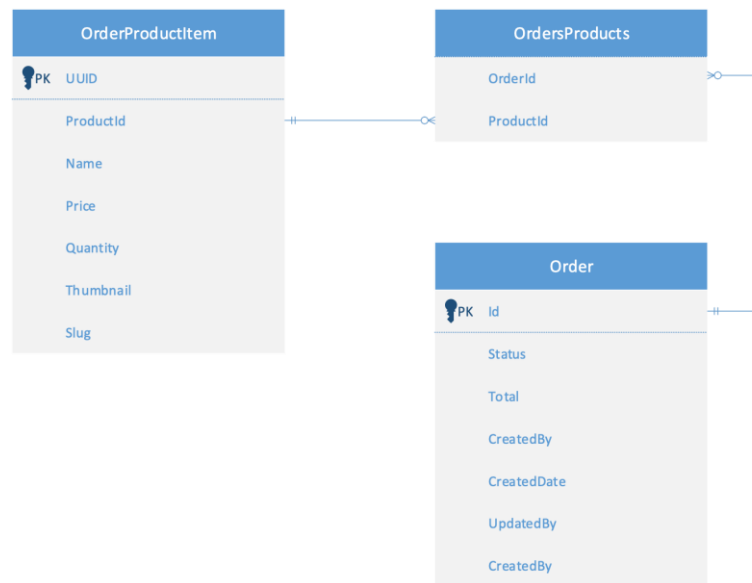 OrderProductItem
PK UUID
ProductId
Name
Price
Quantity
Thumbnail
Slug
OrdersProducts
OrderId
ProductId
Order
PK Id
Status
Total
CreatedBy
CreatedDate
UpdatedBy
CreatedBy